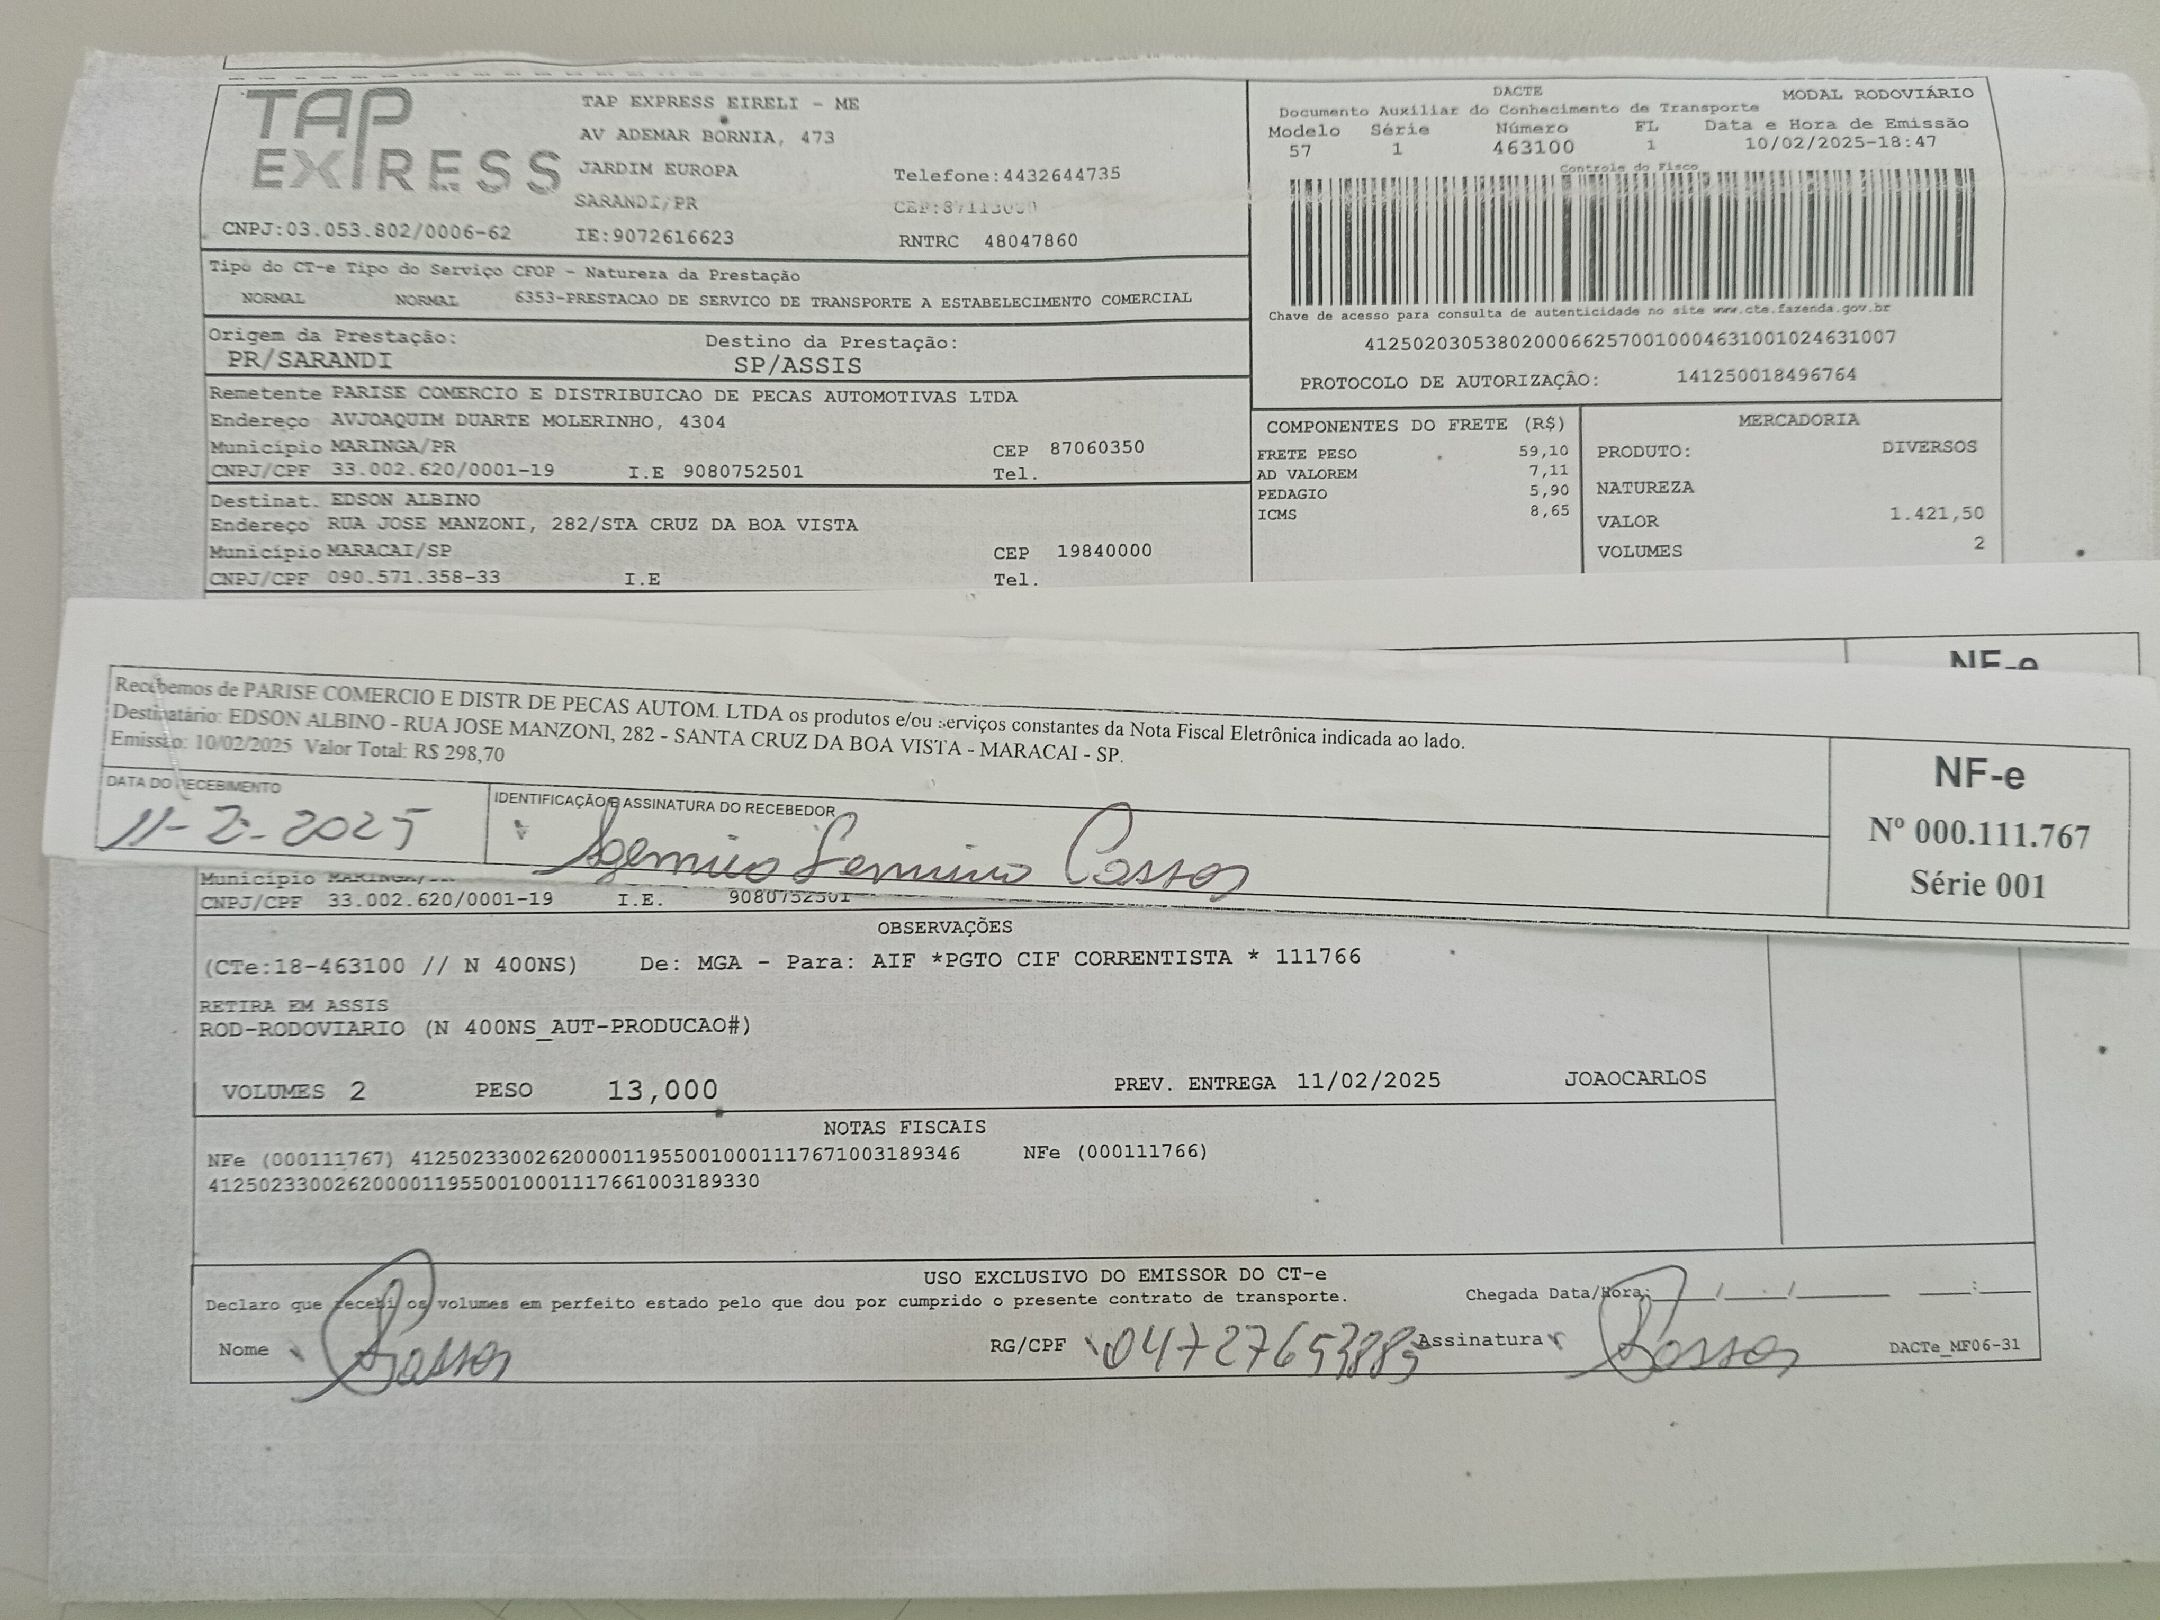 TAP EXPRESS
TAP EXPRESS EIRELI - ME
AV ADEMAR BORNIA, 473
JARDIM EUROPA
Telefone:4432644735
SARANDI/PR
CNPJ:03.053.802/0006-62
IE:9072616623
RNTRC 48047860
DACTE
MODAL RODOVIÁRIO
Documento Auxiliar do Conhecimento de Transporte
Modelo Série Número FL Data e Hora de Emissão
57 1 463100 1 10/02/2025-18:47
Controle do Fisco
Chave de acesso para consulta de autenticidade no site www.cte.fazenda.gov.br
41250203053802000662570010004631001024631007
PROTOCOLO DE AUTORIZAÇÃO: 141250018496764
Tipo do CT-e Tipo do Serviço CFOP - Natureza da Prestação
NORMAL NORMAL 6353-PRESTACAO DE SERVICO DE TRANSPORTE A ESTABELECIMENTO COMERCIAL
Origem da Prestação: Destino da Prestação:
PR/SARANDI SP/ASSIS
Remetente PARISE COMERCIO E DISTRIBUICAO DE PECAS AUTOMOTIVAS LTDA
Endereço AVJOAQUIM DUARTE MOLERINHO, 4304
Município MARINGA/PR CEP 87060350
CNPJ/CPF 33.002.620/0001-19 I.E 9080752501 Tel.
Destinat. EDSON ALBINO
Endereço RUA JOSE MANZONI, 282/STA CRUZ DA BOA VISTA
Município MARACAI/SP CEP 19840000
CNPJ/CPF 090.571.358-33 I.E Tel.
COMPONENTES DO FRETE (R$)
FRETE PESO 59,10
AD VALOREM 7,11
PEDAGIO 5,90
ICMS 8,65
MERCADORIA
PRODUTO: DIVERSOS
NATUREZA
VALOR 1.421,50
VOLUMES 2
NF-e
Recebemos de PARISE COMERCIO E DISTR DE PECAS AUTOM. LTDA os produtos e/ou serviços constantes da Nota Fiscal Eletrônica indicada ao lado.
Destinatário: EDSON ALBINO - RUA JOSE MANZONI, 282 - SANTA CRUZ DA BOA VISTA - MARACAI - SP.
Emissão: 10/02/2025 Valor Total: R$ 298,70
DATA DO RECEBIMENTO
11-2-2025
IDENTIFICAÇÃO E ASSINATURA DO RECEBEDOR
NF-e
Nº 000.111.767
Série 001
Município MARINGA/
CNPJ/CPF 33.002.620/0001-19 I.E. 9080752501
OBSERVAÇÕES
(CTe:18-463100 // N 400NS) De: MGA - Para: AIF *PGTO CIF CORRENTISTA * 111766
RETIRA EM ASSIS
ROD-RODOVIARIO (N 400NS_AUT-PRODUCAO#)
VOLUMES 2 PESO 13,000 PREV. ENTREGA 11/02/2025 JOAOCARLOS
NOTAS FISCAIS
NFe (000111767) 41250233002620000119550010001117671003189346 NFe (000111766)
41250233002620000119550010001117661003189330
USO EXCLUSIVO DO EMISSOR DO CT-e
Declaro que recebi os volumes em perfeito estado pelo que dou por cumprido o presente contrato de transporte.
Chegada Data/Hora: / / :
Nome RG/CPF 04727653885 Assinatura
DACTe_MF06-31